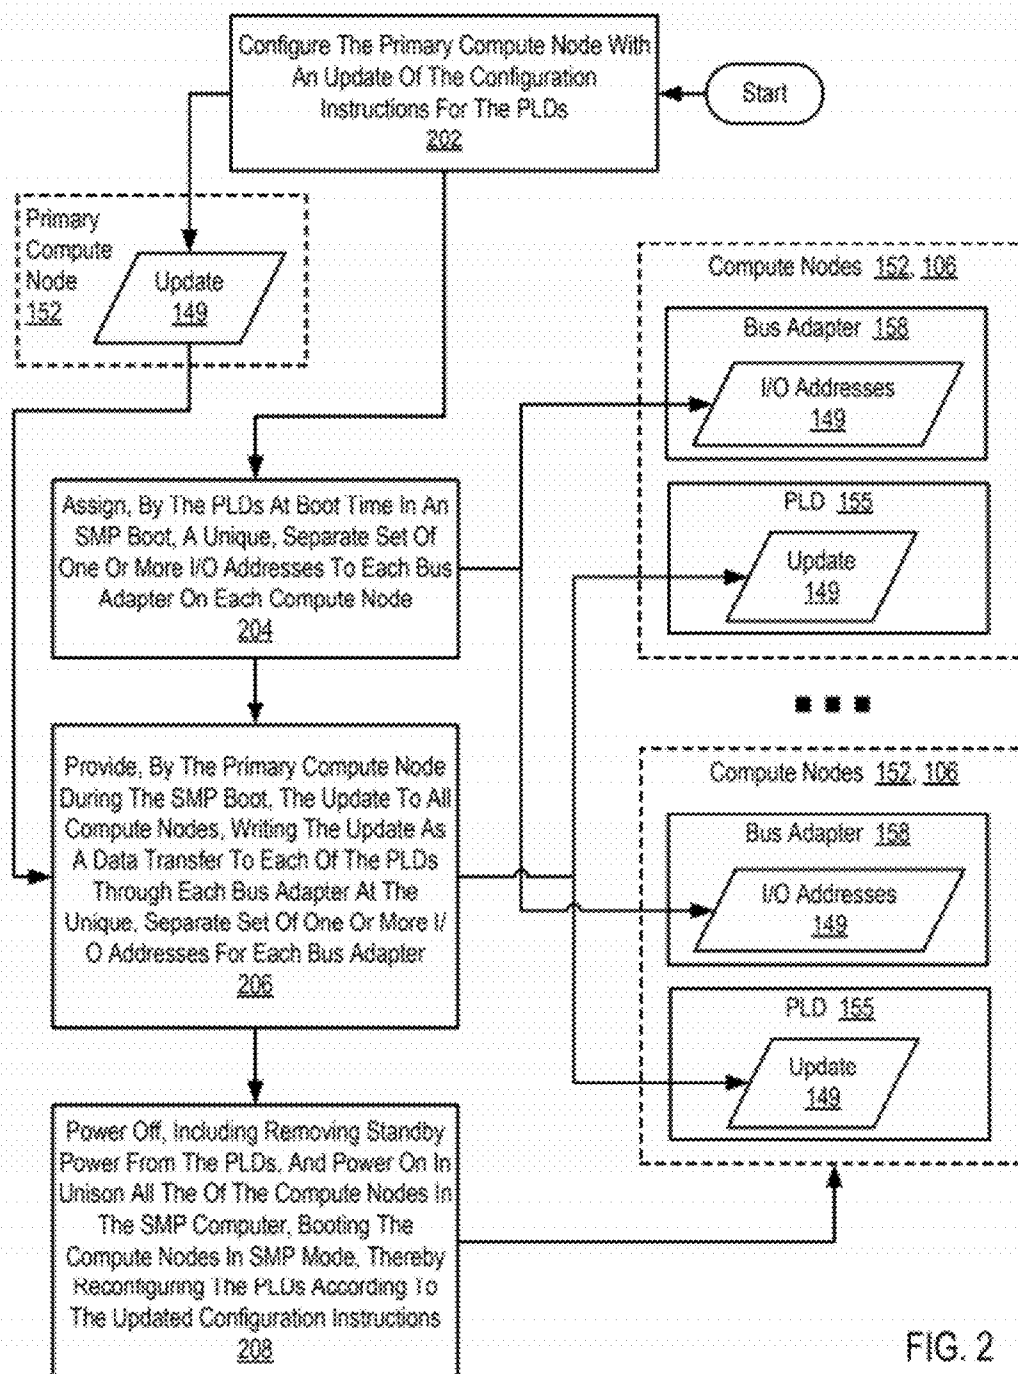 Configure The Primary Compute Node With
An Update Of The Configuration
Instructions For The PLDs
202
Start
Primary
Compute
Node
152
Update
149
Compute Nodes 152, 106
Bus Adapter 158
I/O Addresses
149
PLD 155
Update
149
Assign, By The PLDs At Boot Time In An
SMP Boot, A Unique, Separate Set Of
One Or More I/O Addresses To Each Bus
Adapter On Each Compute Node
204
Provide, By The Primary Compute Node
During The SMP Boot, The Update To All
Compute Nodes, Writing The Update As
A Data Transfer To Each Of The PLDs
Through Each Bus Adapter At The
Unique, Separate Set Of One Or More I/
O Addresses For Each Bus Adapter
206
Compute Nodes 152, 106
Bus Adapter 158
I/O Addresses
149
PLD 155
Update
149
Power Off, Including Removing Standby
Power From The PLDs, And Power On In
Unison All The Of The Compute Nodes In
The SMP Computer, Booting The
Compute Nodes In SMP Mode, Thereby
Reconfiguring The PLDs According To
The Updated Configuration Instructions
208
FIG. 2